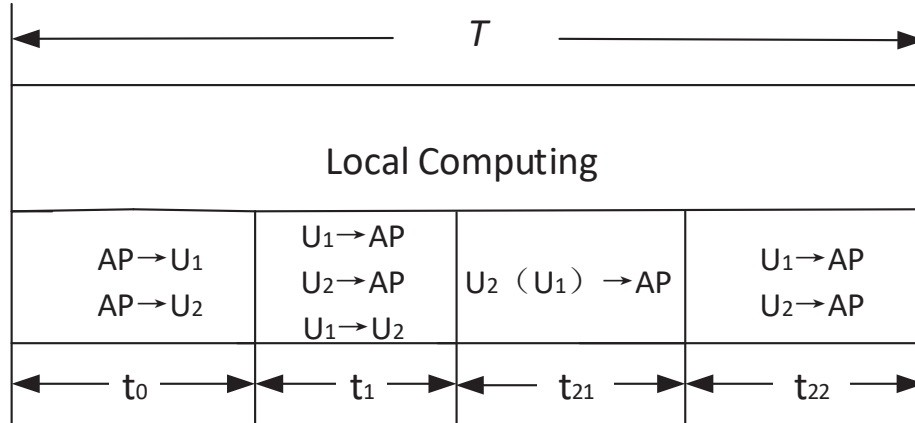 T
Local Computing
AP→U1
AP→U2
U1→AP
U2→AP
U1→U2
U2（U1）→AP
U1→AP
U2→AP
t0
t1
t21
t22